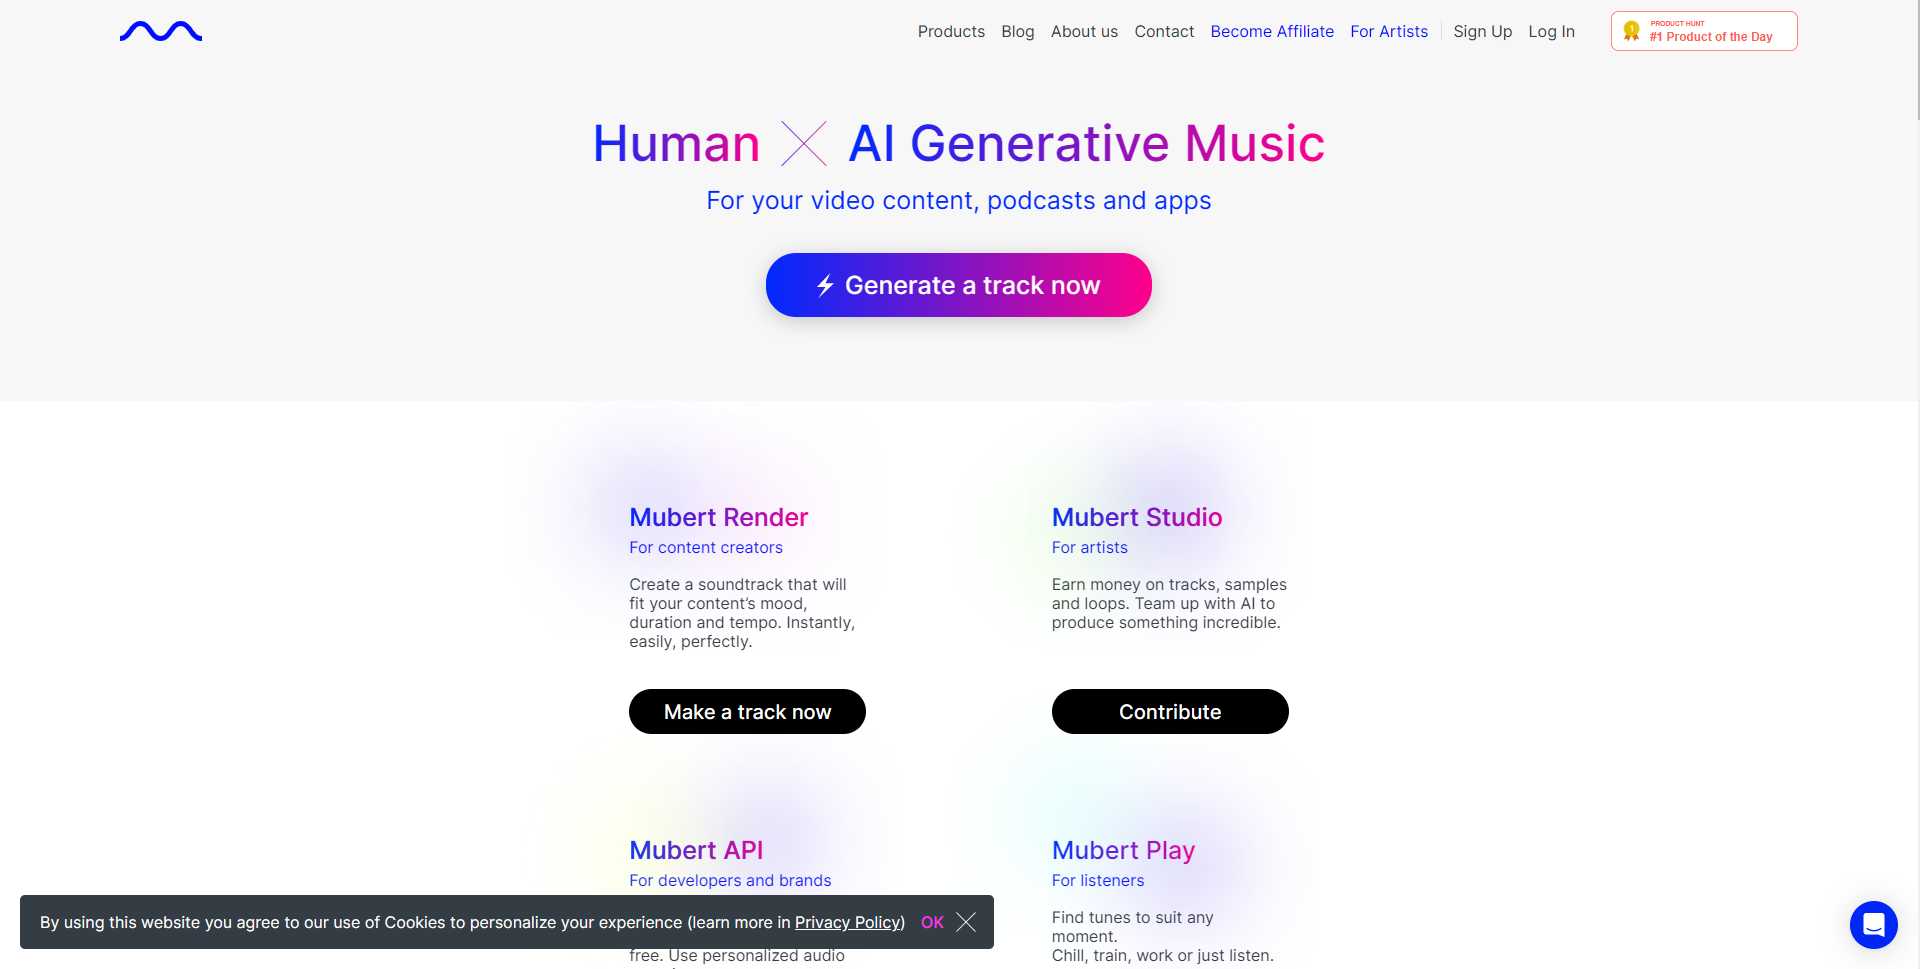 Products Blog About us Contact Become Affiliate For Artists Sign Up Log In
PRODUCT HUNT
#1 Product of the Day
1
Human AI Generative Music
For your video content, podcasts and apps
Generate a track now
Mubert Render
For content creators
Create a soundtrack that will
fit your content’s mood,
duration and tempo. Instantly,
easily, perfectly.
Make a track now
Mubert Studio
For artists
Earn money on tracks, samples
and loops. Team up with AI to
produce something incredible.
Contribute
Mubert API
For developers and brands
free. Use personalized audio
Mubert Play
For listeners
Find tunes to suit any
moment.
Chill, train, work or just listen.
By using this website you agree to our use of Cookies to personalize your experience (learn more in Privacy Policy) OK